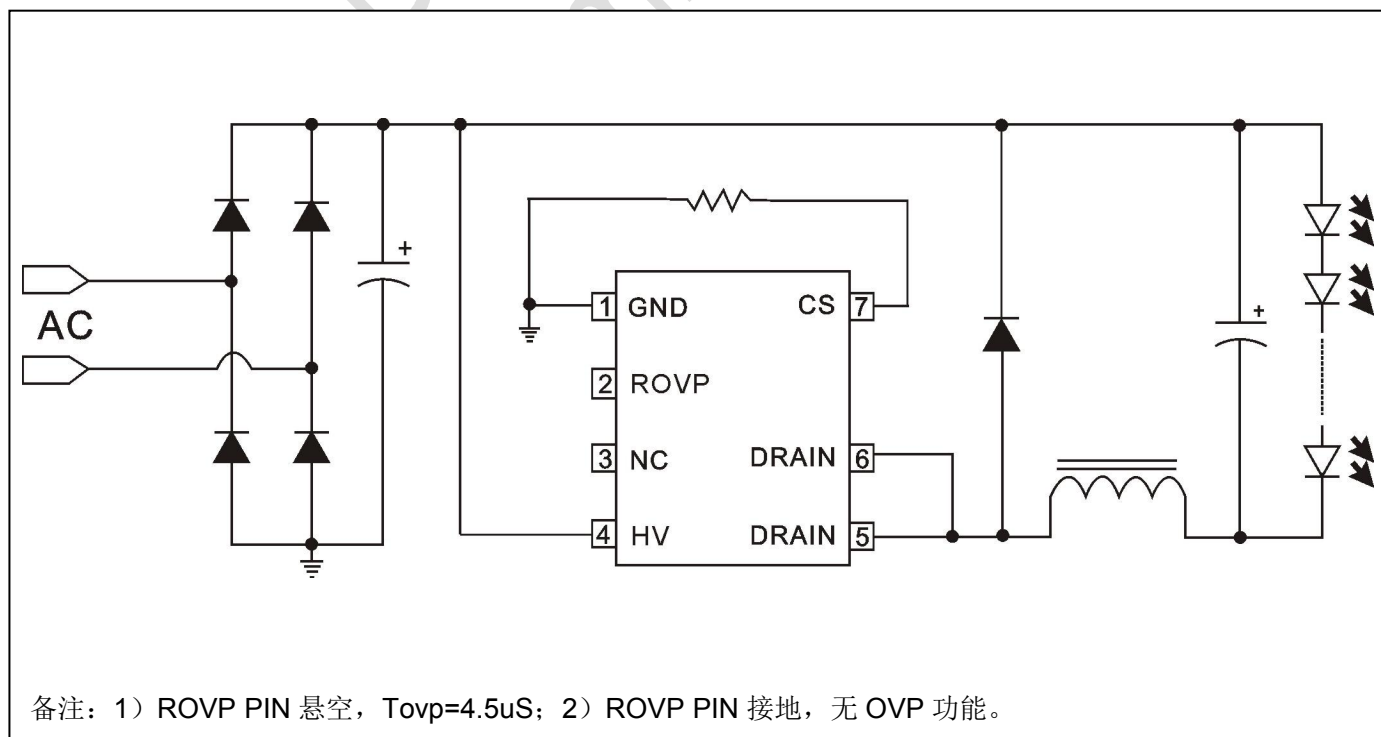 AC
+
1 GND
CS 7
2 ROVP
3 NC
DRAIN 6
4 HV
DRAIN 5
+
备注：1）ROVP PIN 悬空，Tovp=4.5uS；2）ROVP PIN 接地，无 OVP 功能。